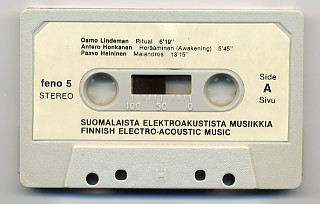 Osmo Lindeman Ritual 6'19"
Antero Honkanen Herääminen (Awakening) 5'45"
Paavo Heininen Maiandros 13'15"
feno 5
STEREO
Side
A
Sivu
100 50 0
SUOMALAISTA ELEKTROAKUSTISTA MUSIIKKIA
FINNISH ELECTRO-ACOUSTIC MUSIC